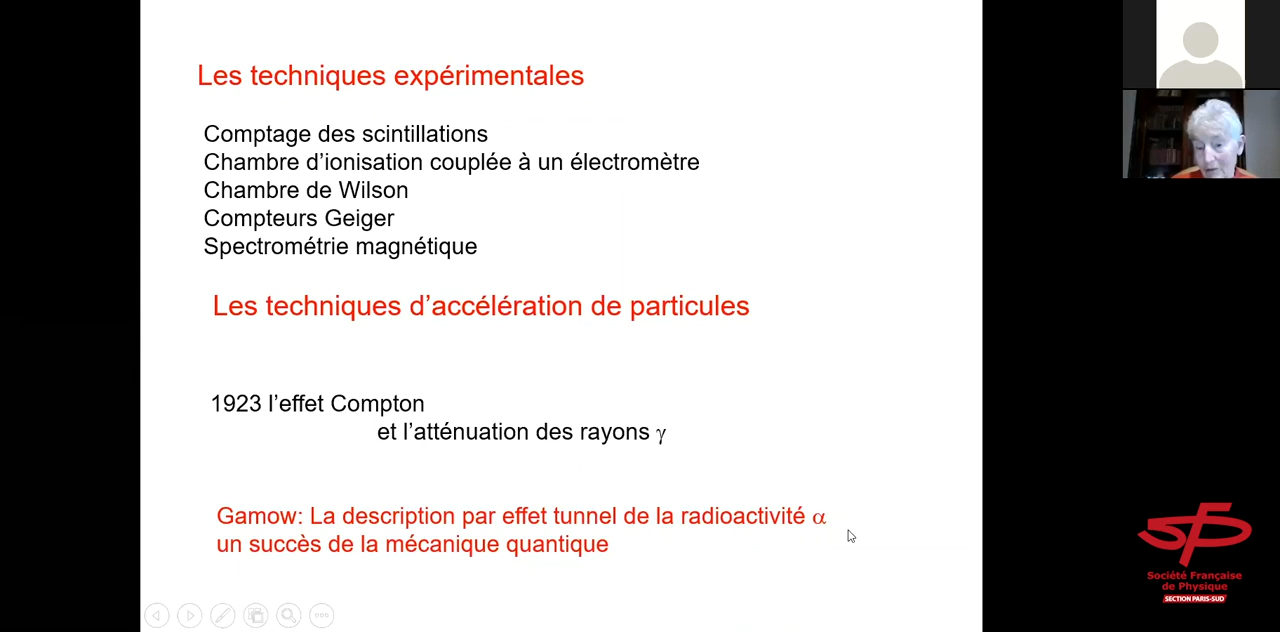 Les techniques expérimentales
Comptage des scintillations
Chambre d’ionisation couplée à un électromètre
Chambre de Wilson
Compteurs Geiger
Spectrométrie magnétique
Les techniques d’accélération de particules
1923 l’effet Compton
et l’atténuation des rayons γ
Gamow: La description par effet tunnel de la radioactivité α
un succès de la mécanique quantique
sfp
Société Française
de Physique
SECTION PARIS-SUD